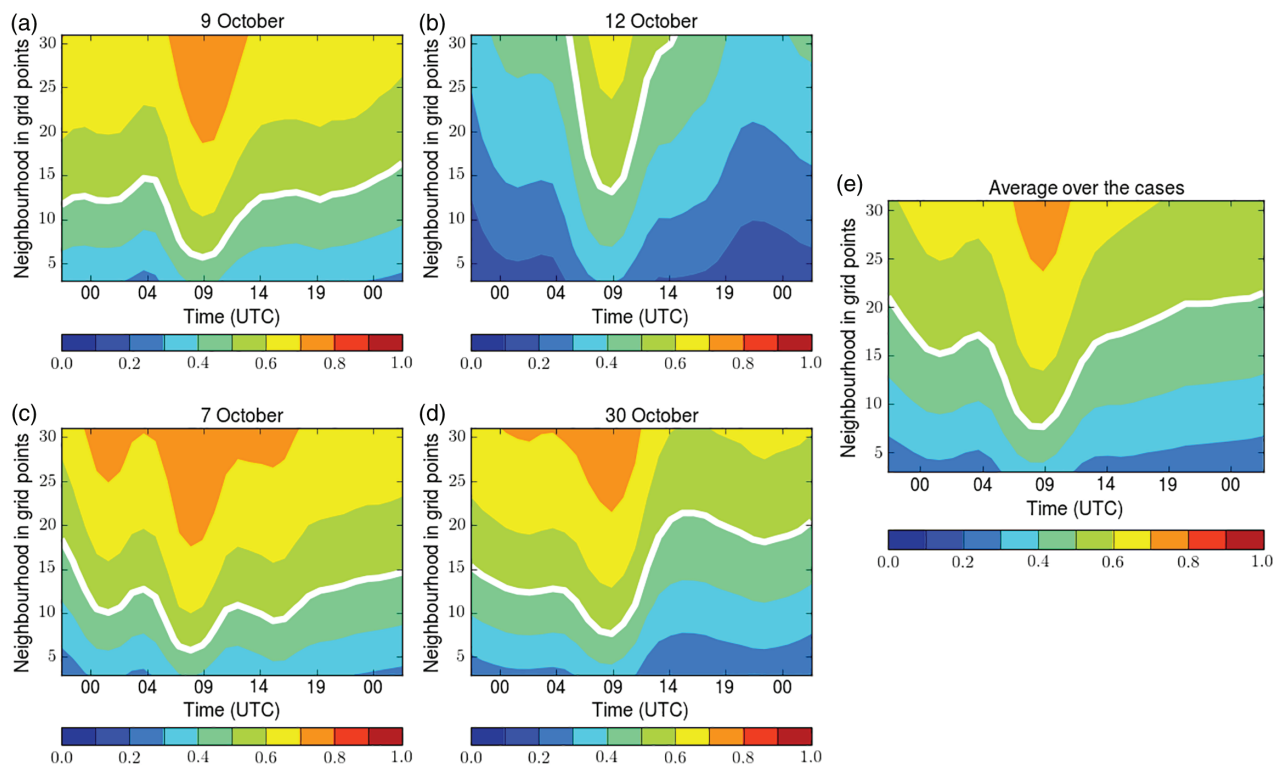 (a)
9 October
Neighbourhood in grid points
30
25
20
15
10
5
00 04 09 14 19 00
Time (UTC)
0.0 0.2 0.4 0.6 0.8 1.0
(b)
12 October
Neighbourhood in grid points
30
25
20
15
10
5
00 04 09 14 19 00
Time (UTC)
0.0 0.2 0.4 0.6 0.8 1.0
(c)
7 October
Neighbourhood in grid points
30
25
20
15
10
5
00 04 09 14 19 00
Time (UTC)
0.0 0.2 0.4 0.6 0.8 1.0
(d)
30 October
Neighbourhood in grid points
30
25
20
15
10
5
00 04 09 14 19 00
Time (UTC)
0.0 0.2 0.4 0.6 0.8 1.0
(e)
Average over the cases
Neighbourhood in grid points
30
25
20
15
10
5
00 04 09 14 19 00
Time (UTC)
0.0 0.2 0.4 0.6 0.8 1.0